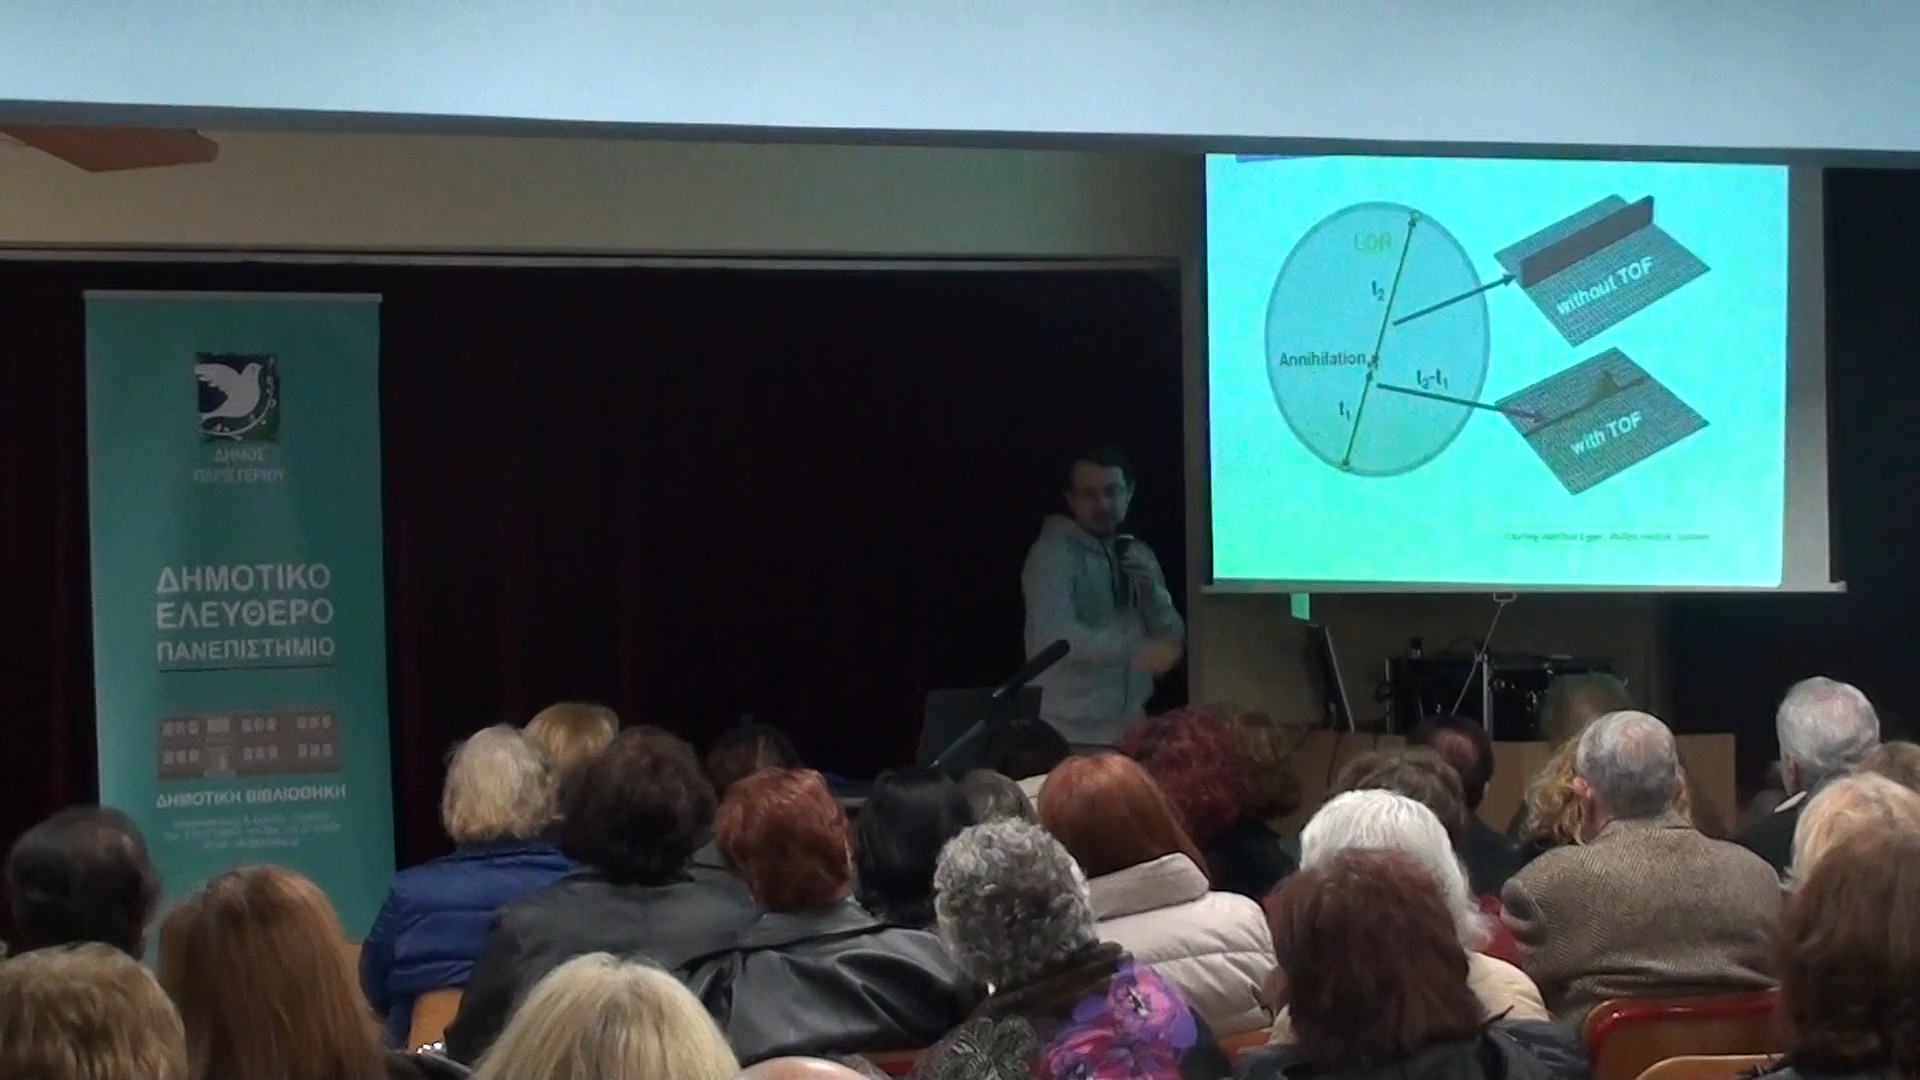 ΔΗΜΟΣ
ΠΕΡΙΣΤΕΡΙΟΥ
ΔΗΜΟΤΙΚΟ
ΕΛΕΥΘΕΡΟ
ΠΑΝΕΠΙΣΤΗΜΙΟ
ΔΗΜΟΤΙΚΗ ΒΙΒΛΙΟΘΗΚΗ
LOR
t2
without TOF
Annihilation
t2-t1
t1
with TOF